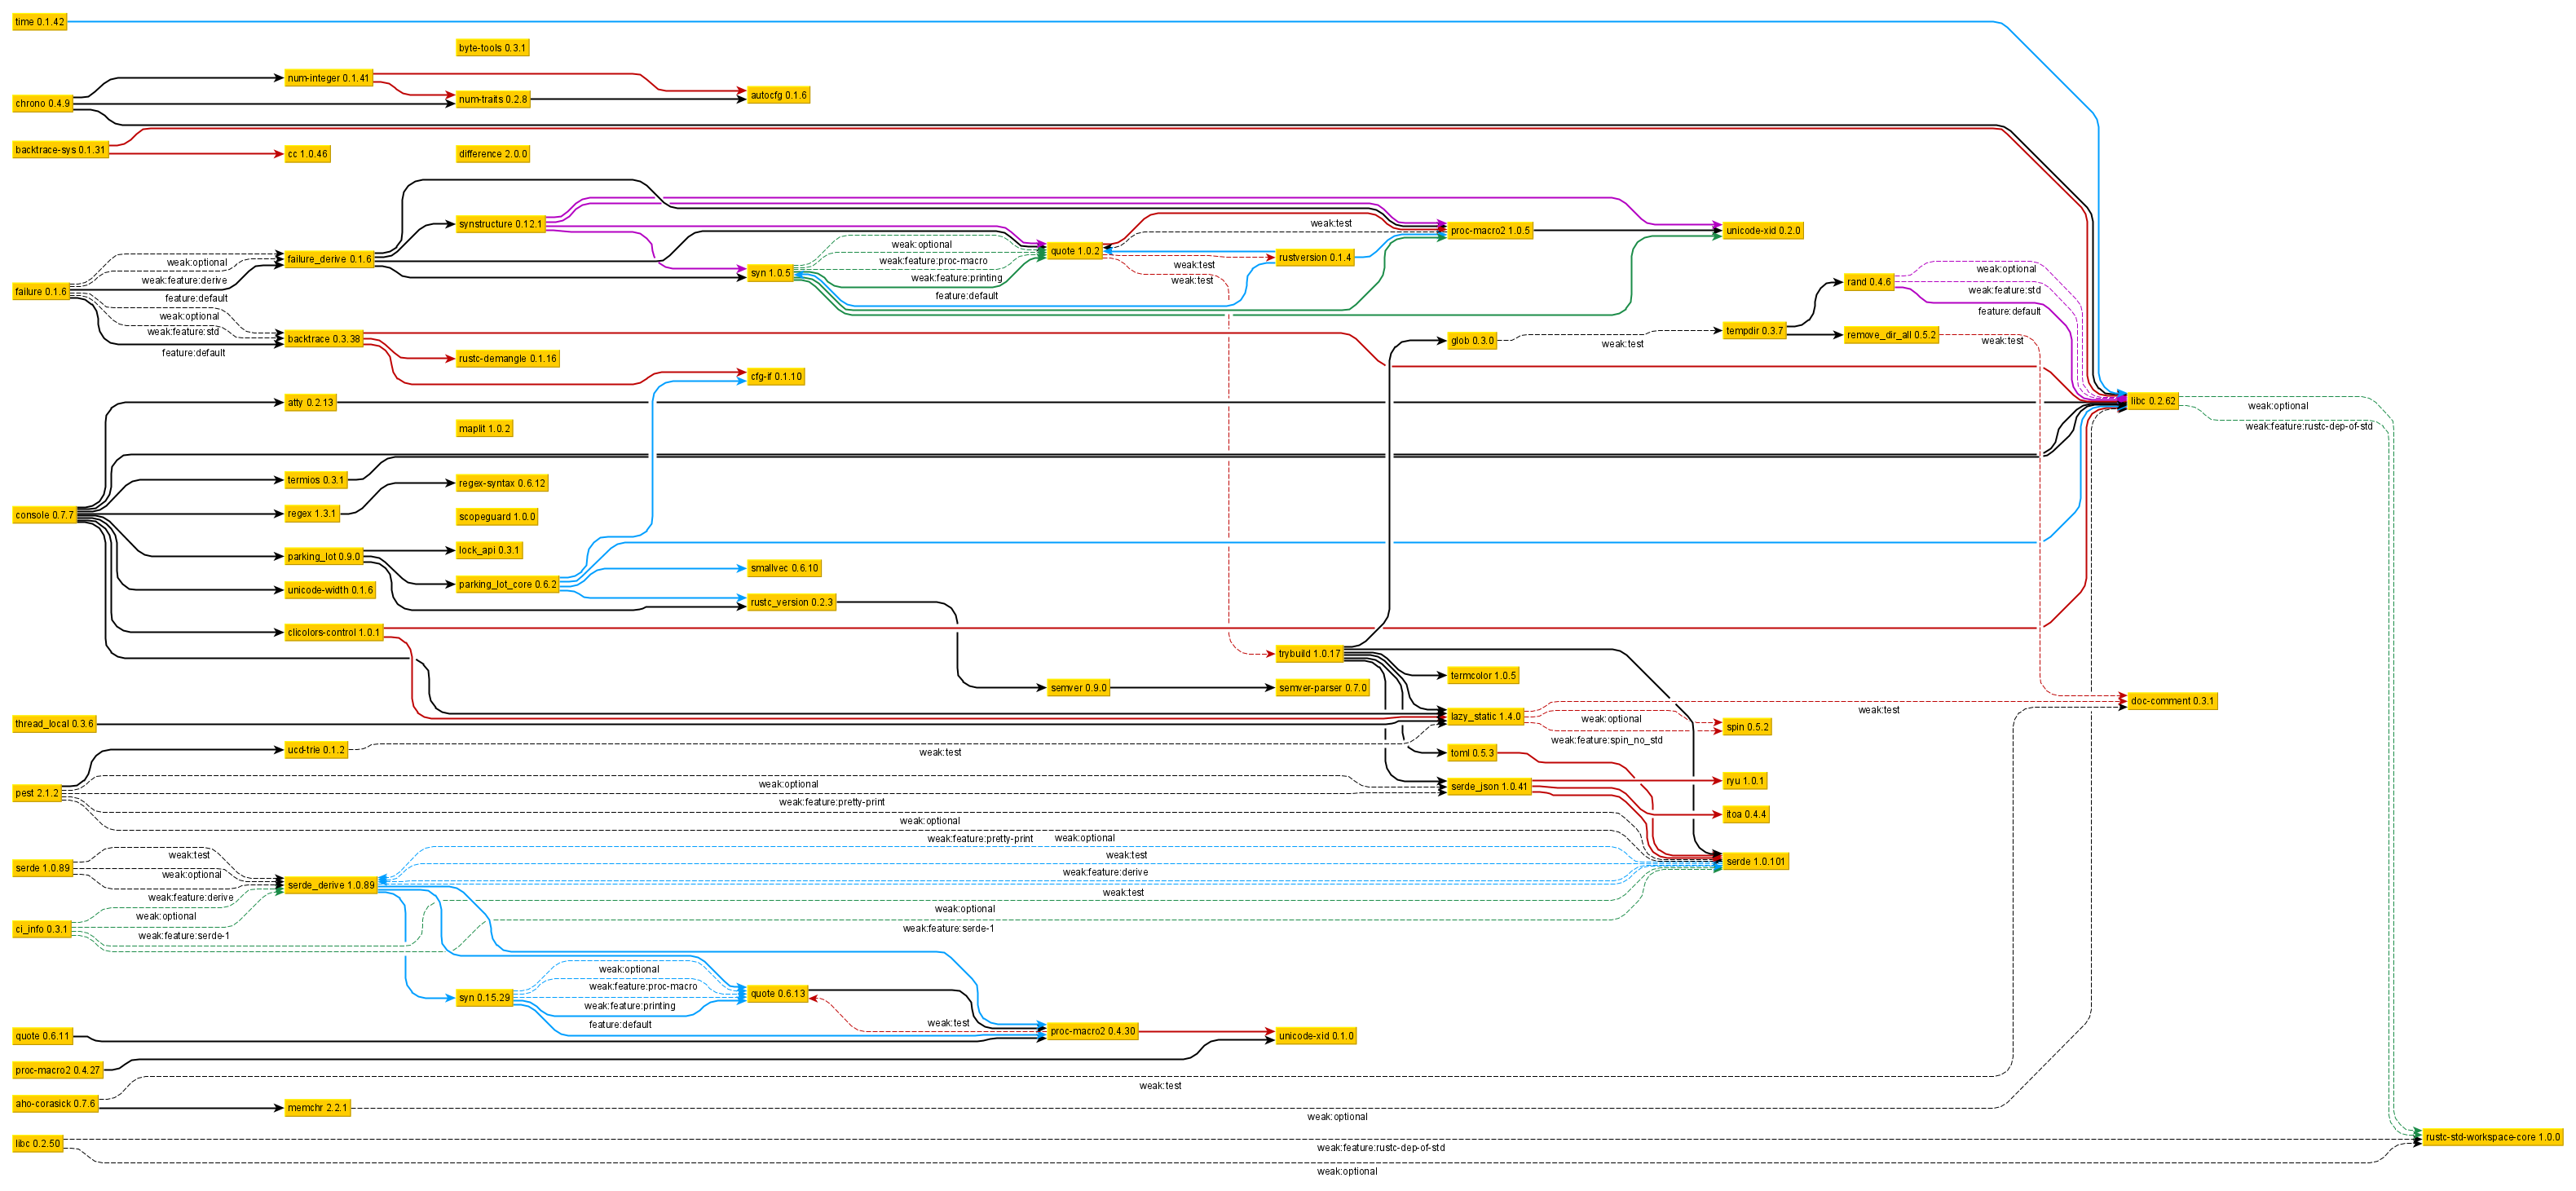 time 0.1.42
byte-tools 0.3.1
num-integer 0.1.41
chrono 0.4.9
num-traits 0.2.8
autocfg 0.1.6
backtrace-sys 0.1.31
cc 1.0.46
difference 2.0.0
synstructure 0.12.1
weak:test
proc-macro2 1.0.5
unicode-xid 0.2.0
weak:optional
quote 1.0.2
failure_derive 0.1.6
weak:optional
weak:feature:proc-macro
rustversion 0.1.4
weak:test
syn 1.0.5
weak:optional
weak:feature:derive
weak:feature:printing
weak:test
rand 0.4.6
weak:feature:std
failure 0.1.6
feature:default
feature:default
feature:default
weak:optional
weak:feature:std
tempdir 0.3.7
remove_dir_all 0.5.2
backtrace 0.3.38
glob 0.3.0
weak:test
weak:test
feature:default
rustc-demangle 0.1.16
cfg-if 0.1.10
atty 0.2.13
libc 0.2.62
weak:optional
maplit 1.0.2
weak:feature:rustc-dep-of-std
termios 0.3.1
regex-syntax 0.6.12
console 0.7.7
regex 1.3.1
scopeguard 1.0.0
parking_lot 0.9.0
lock_api 0.3.1
smallvec 0.6.10
unicode-width 0.1.6
parking_lot_core 0.6.2
rustc_version 0.2.3
clicolors-control 1.0.1
trybuild 1.0.17
termcolor 1.0.5
semver 0.9.0
semver-parser 0.7.0
doc-comment 0.3.1
weak:test
thread_local 0.3.6
lazy_static 1.4.0
weak:optional
spin 0.5.2
weak:feature:spin_no_std
ucd-trie 0.1.2
weak:test
toml 0.5.3
pest 2.1.2
weak:optional
serde_json 1.0.41
ryu 1.0.1
weak:feature:pretty-print
weak:optional
itoa 0.4.4
weak:feature:pretty-print
weak:optional
serde 1.0.89
weak:test
weak:test
serde 1.0.101
weak:optional
weak:feature:derive
serde_derive 1.0.89
weak:feature:derive
weak:test
weak:optional
weak:optional
ci_info 0.3.1
weak:feature:serde-1
weak:feature:serde-1
weak:optional
weak:feature:proc-macro
syn 0.15.29
quote 0.6.13
weak:feature:printing
feature:default
weak:test
quote 0.6.11
proc-macro2 0.4.30
unicode-xid 0.1.0
proc-macro2 0.4.27
weak:test
aho-corasick 0.7.6
memchr 2.2.1
weak:optional
libc 0.2.50
weak:feature:rustc-dep-of-std
rustc-std-workspace-core 1.0.0
weak:optional